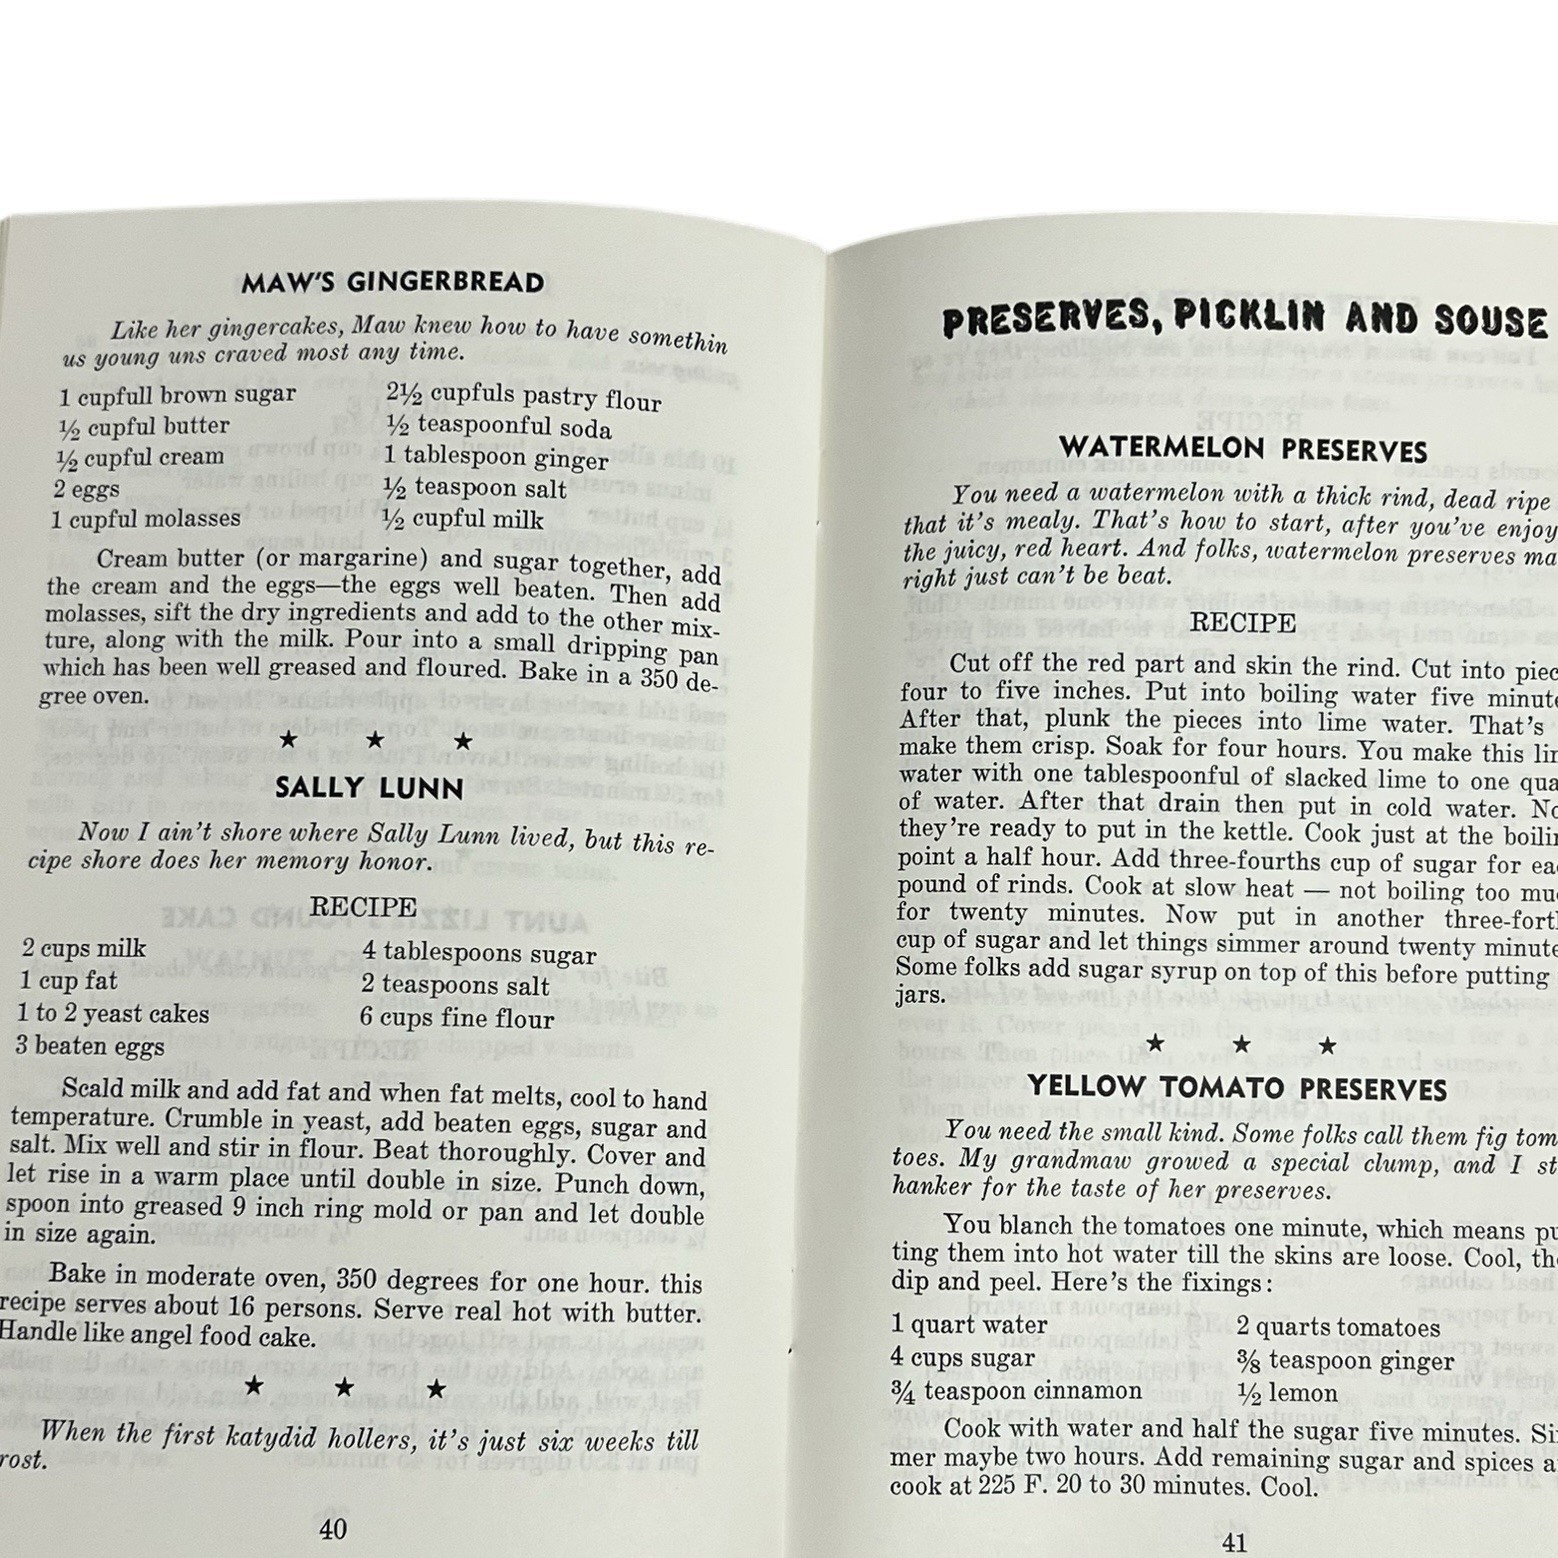 MAW'S GINGERBREAD
Like her gingercakes, Maw knew how to have somethin
us young uns craved most any time.
1 cupfull brown sugar
½ cupful butter
½ cupful cream
2 eggs
1 cupful molasses
2½ cupfuls pastry flour
½ teaspoonful soda
1 tablespoon ginger
½ teaspoon salt
½ cupful milk
Cream butter (or margarine) and sugar together, add
the cream and the eggs—the eggs well beaten. Then add
molasses, sift the dry ingredients and add to the other mix-
ture, along with the milk. Pour into a small dripping pan
which has been well greased and floured. Bake in a 350 de-
gree oven.
★ ★ ★
SALLY LUNN
Now I ain't shore where Sally Lunn lived, but this re-
cipe shore does her memory honor.
RECIPE
2 cups milk
1 cup fat
1 to 2 yeast cakes
3 beaten eggs
4 tablespoons sugar
2 teaspoons salt
6 cups fine flour
Scald milk and add fat and when fat melts, cool to hand
temperature. Crumble in yeast, add beaten eggs, sugar and
salt. Mix well and stir in flour. Beat thoroughly. Cover and
let rise in a warm place until double in size. Punch down,
spoon into greased 9 inch ring mold or pan and let double
in size again.
Bake in moderate oven, 350 degrees for one hour. this
recipe serves about 16 persons. Serve real hot with butter.
Handle like angel food cake.
★ ★ ★
When the first katydid hollers, it's just six weeks till
rost.
40
PRESERVES, PICKLIN AND SOUSE
WATERMELON PRESERVES
You need a watermelon with a thick rind, dead ripe
that it's mealy. That's how to start, after you've enjoy
the juicy, red heart. And folks, watermelon preserves ma
right just can't be beat.
RECIPE
Cut off the red part and skin the rind. Cut into piec
four to five inches. Put into boiling water five minute
After that, plunk the pieces into lime water. That's
make them crisp. Soak for four hours. You make this lim
water with one tablespoonful of slacked lime to one qua
of water. After that drain then put in cold water. No
they're ready to put in the kettle. Cook just at the boilin
point a half hour. Add three-fourths cup of sugar for eac
pound of rinds. Cook at slow heat — not boiling too muc
for twenty minutes. Now put in another three-forth
cup of sugar and let things simmer around twenty minute
Some folks add sugar syrup on top of this before putting
jars.
★ ★ ★
YELLOW TOMATO PRESERVES
You need the small kind. Some folks call them fig tom
toes. My grandmaw growed a special clump, and I st
hanker for the taste of her preserves.
You blanch the tomatoes one minute, which means pu
ting them into hot water till the skins are loose. Cool, the
dip and peel. Here's the fixings:
1 quart water
4 cups sugar
¾ teaspoon cinnamon
2 quarts tomatoes
⅜ teaspoon ginger
½ lemon
Cook with water and half the sugar five minutes. Si
mer maybe two hours. Add remaining sugar and spices a
cook at 225 F. 20 to 30 minutes. Cool.
41